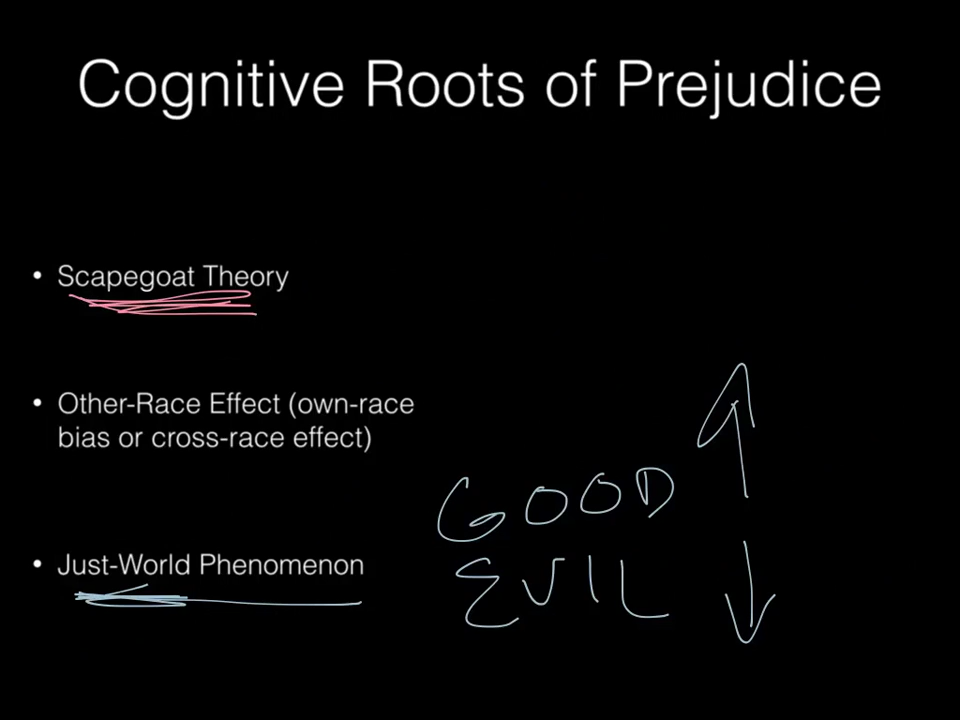 Cognitive Roots of Prejudice
• Scapegoat Theory
• Other-Race Effect (own-race
bias or cross-race effect)
GOOD
• Just-World Phenomenon
EVIL